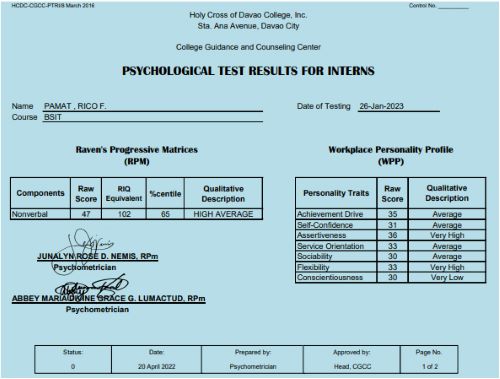 HCDC-CGCC-PTRI/8 March 2016 Control No. __________
Holy Cross of Davao College, Inc.
Sta. Ana Avenue, Davao City
College Guidance and Counseling Center
PSYCHOLOGICAL TEST RESULTS FOR INTERNS
Name PAMAT , RICO F. Date of Testing 26-Jan-2023
Course BSIT
Raven's Progressive Matrices
(RPM)
Components Raw Score RIQ Equivalent %centile Qualitative Description
Nonverbal 47 102 65 HIGH AVERAGE
JUNALYN ROSE D. NEMIS, RPm
Psychometrician
ABBEY MARIA DIVINE GRACE G. LUMACTUD, RPm
Psychometrician
Workplace Personality Profile
(WPP)
Personality Traits Raw Score Qualitative Description
Achievement Drive 35 Average
Self-Confidence 31 Average
Assertiveness 36 Very High
Service Orientation 33 Average
Sociability 30 Average
Flexibility 33 Very High
Conscientiousness 30 Very Low
Status: Date: Prepared by: Approved by: Page No.
0 20 April 2022 Psychometrician Head, CGCC 1 of 2